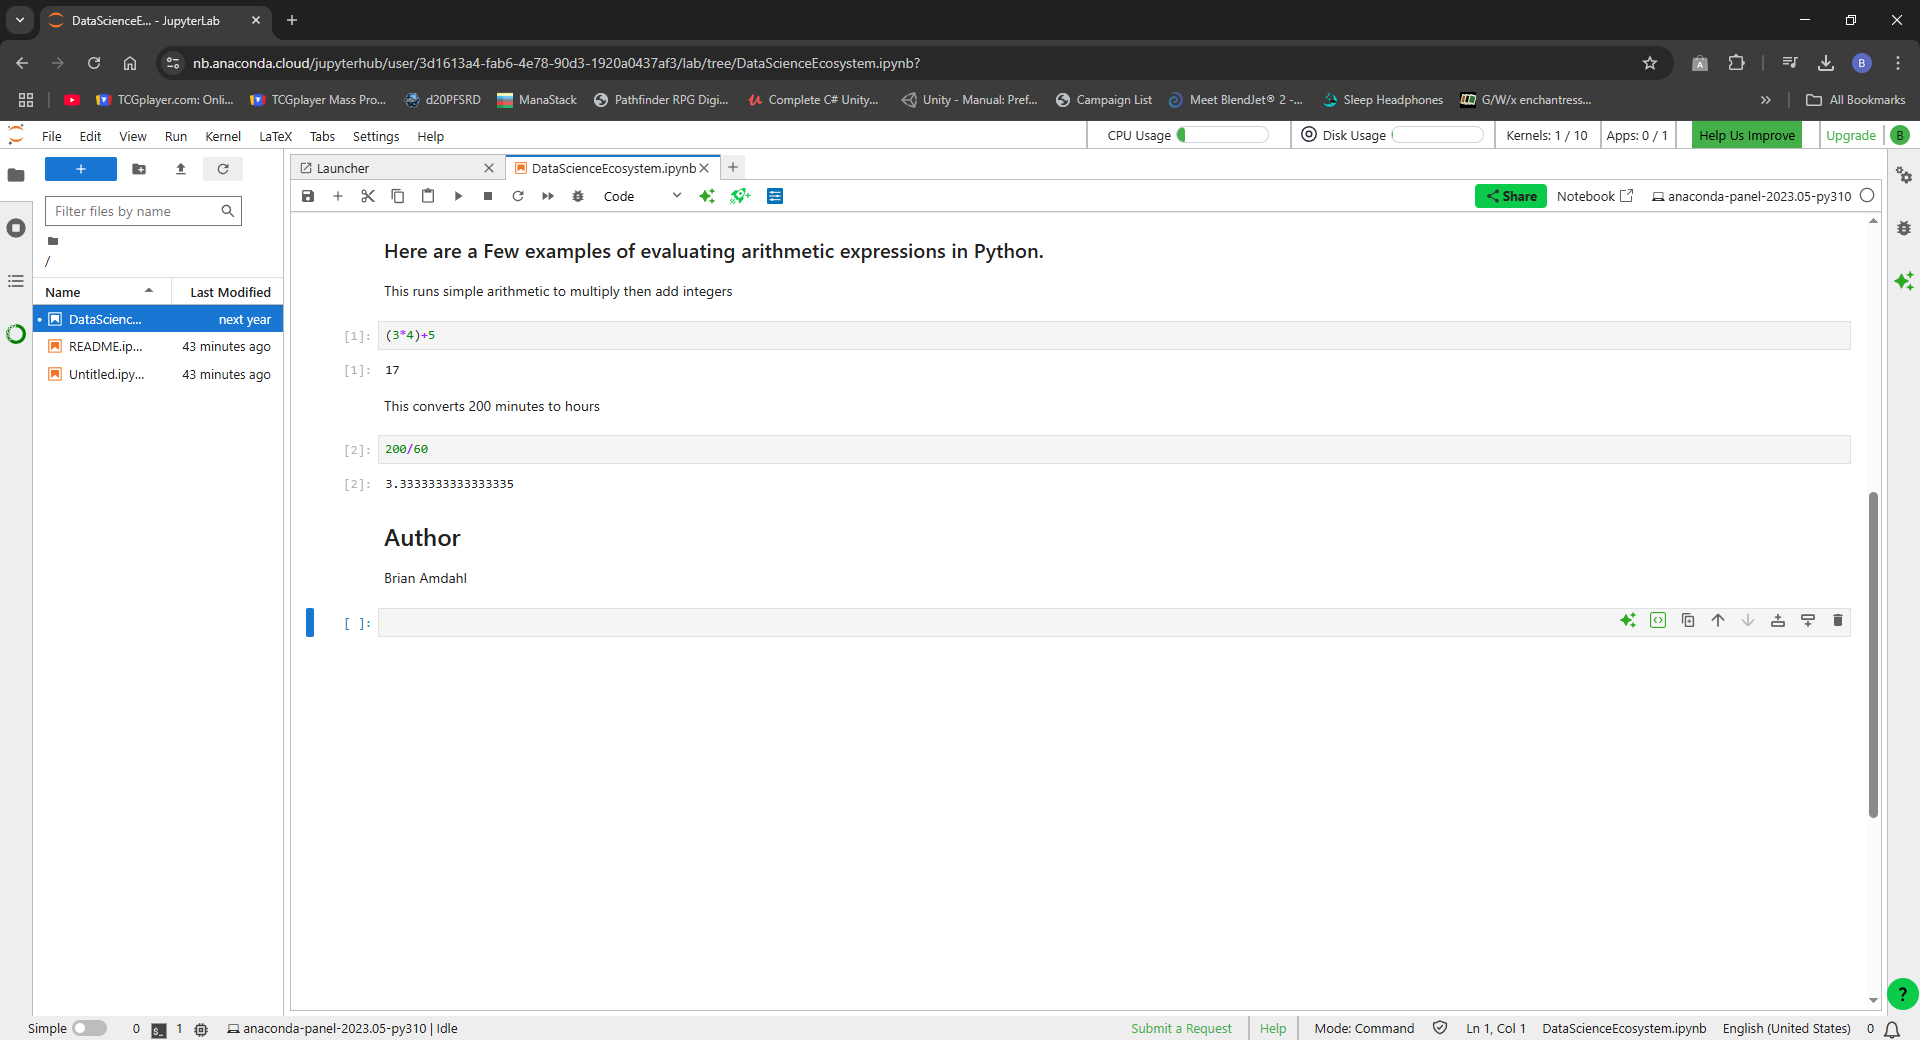 DataScienceE... - JupyterLab
nb.anaconda.cloud/jupyterhub/user/3d1613a4-fab6-4e78-90d3-1920a0437af3/lab/tree/DataScienceEcosystem.ipynb?
A
B
TCGplayer.com: Onli...
TCGplayer Mass Pro...
d20PFSRD
ManaStack
Pathfinder RPG Digi...
Complete C# Unity...
Unity - Manual: Pref...
Campaign List
Meet BlendJet® 2 -...
Sleep Headphones
G/W/x enchantress...
All Bookmarks
File Edit View Run Kernel LaTeX Tabs Settings Help
CPU Usage
Disk Usage
Kernels: 1 / 10
Apps: 0 / 1
Help Us Improve
Upgrade
B
Launcher
DataScienceEcosystem.ipynb
Code
Share
Notebook
anaconda-panel-2023.05-py310
Filter files by name
/
Name Last Modified
DataScienc... next year
README.ip... 43 minutes ago
Untitled.ipy... 43 minutes ago
Here are a Few examples of evaluating arithmetic expressions in Python.
This runs simple arithmetic to multiply then add integers
[1]: (3*4)+5
[1]: 17
This converts 200 minutes to hours
[2]: 200/60
[2]: 3.3333333333333335
Author
Brian Amdahl
[ ]:
?
Simple 0 $_ 1 anaconda-panel-2023.05-py310 | Idle
Submit a Request Help Mode: Command Ln 1, Col 1 DataScienceEcosystem.ipynb English (United States) 0